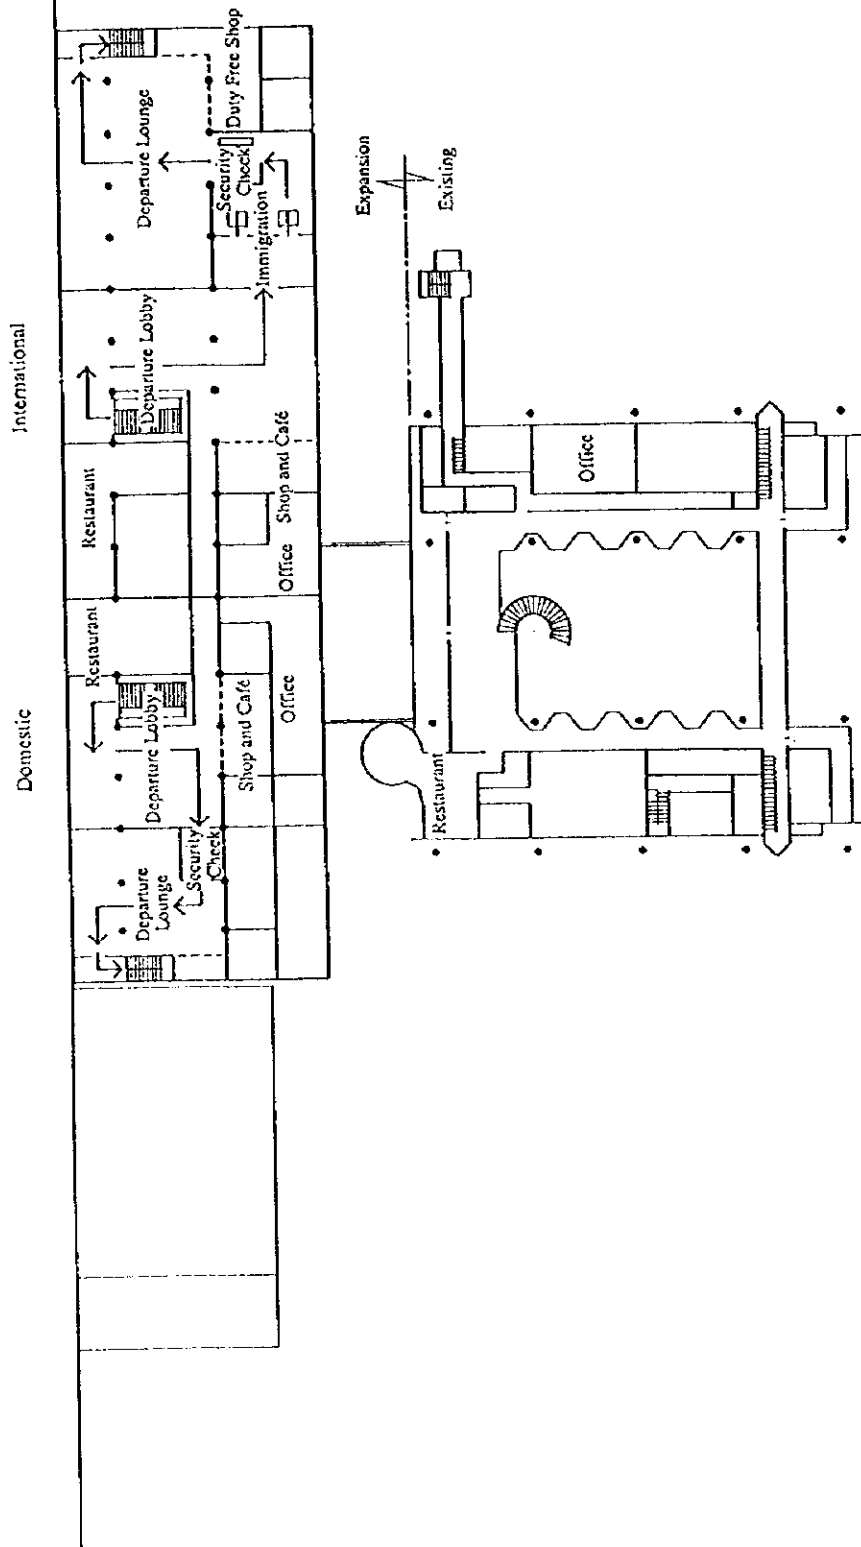 Domestic
International
Restaurant
Restaurant
Departure Lounge
Departure
Lounge
Departure Lobby
Departure Lobby
Security
Check
Security
Check
Immigration
Duty Free Shop
Shop and Café
Shop and Café
Office
Office
Expansion
Existing
Restaurant
Office